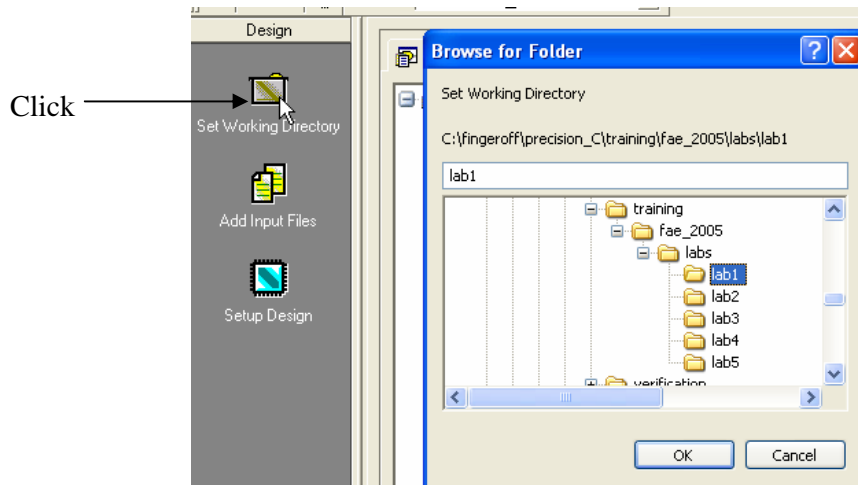 Design
Click
Set Working Directory
Add Input Files
Setup Design
Browse for Folder
Set Working Directory
C:\fingeroff\precision_C\training\fae_2005\labs\lab1
lab1
training
fae_2005
labs
lab1
lab2
lab3
lab4
lab5
verification
OK
Cancel